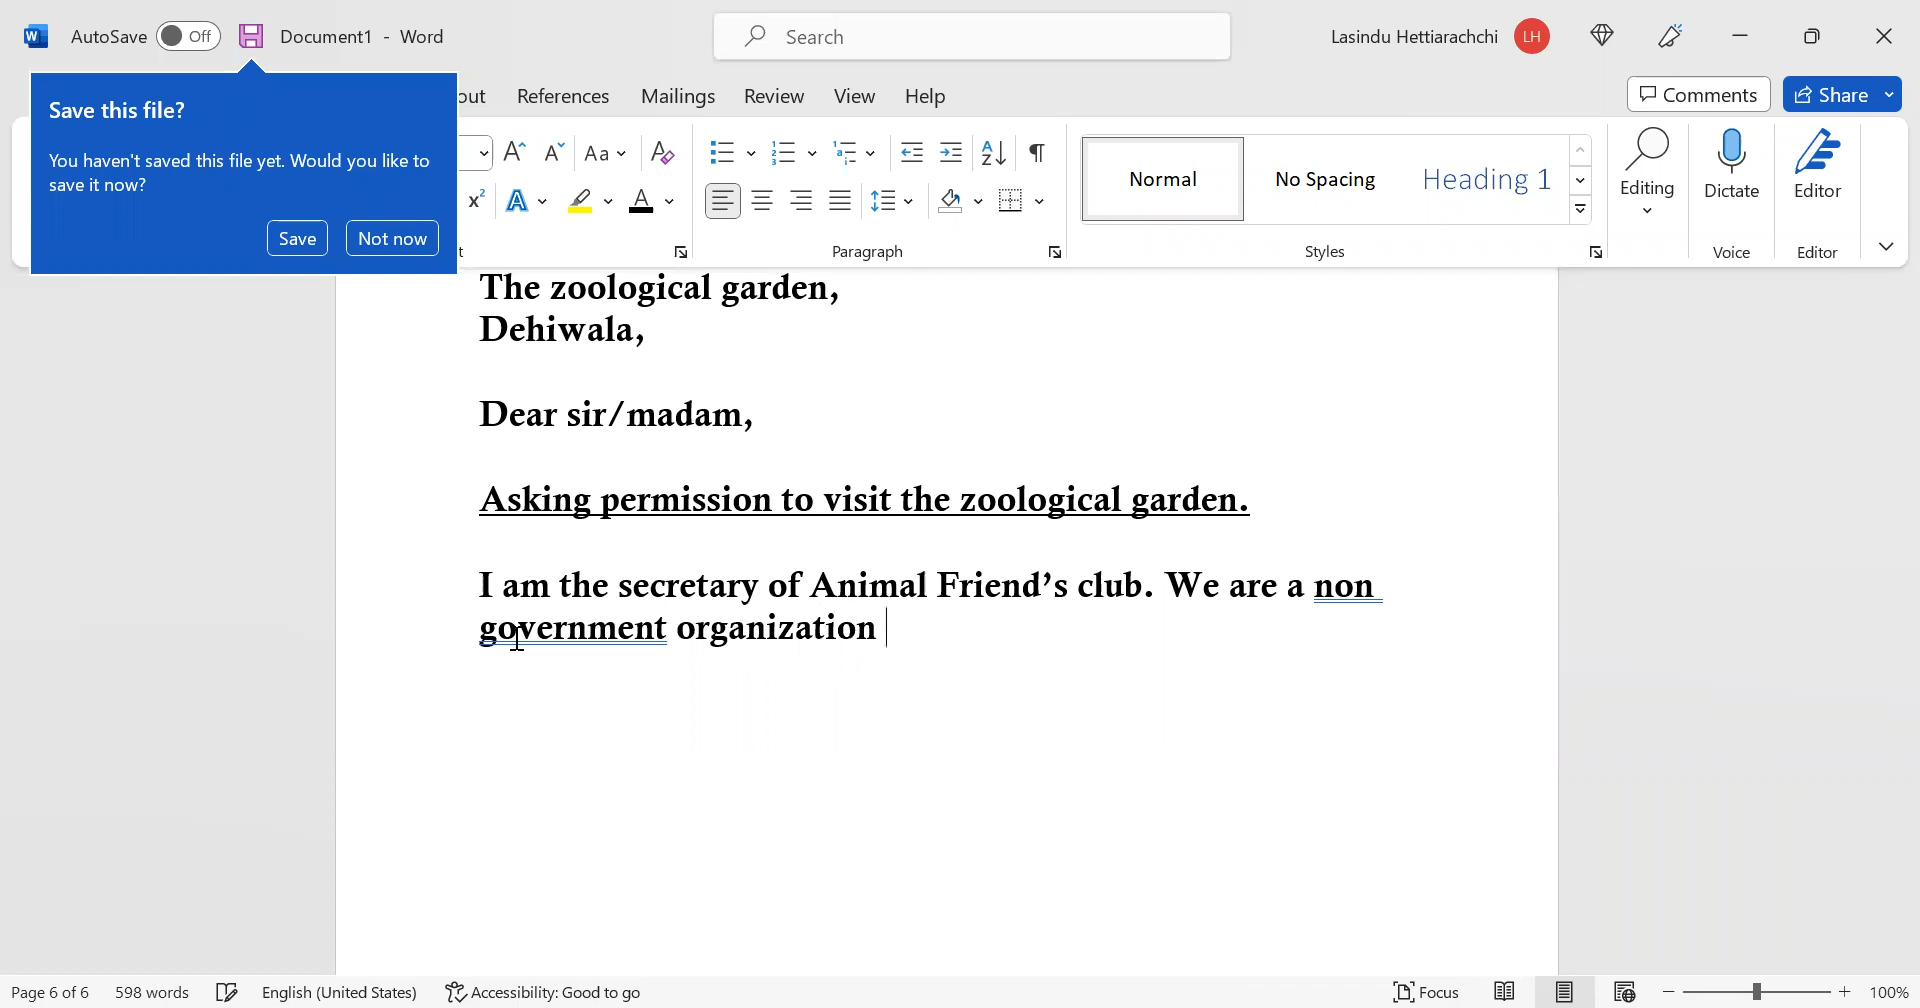 AutoSave Off Document1 - Word Search Lasindu Hettiarachchi LH
Save this file?
You haven't saved this file yet. Would you like to
save it now?
Save Not now
out References Mailings Review View Help Comments Share
Aa
Normal No Spacing Heading 1
Editing Dictate Editor
t Paragraph Styles Voice Editor
The zoological garden,
Dehiwala,
Dear sir/madam,
Asking permission to visit the zoological garden.
I am the secretary of Animal Friend’s club. We are a non
government organization
Page 6 of 6 598 words English (United States) Accessibility: Good to go Focus 100%